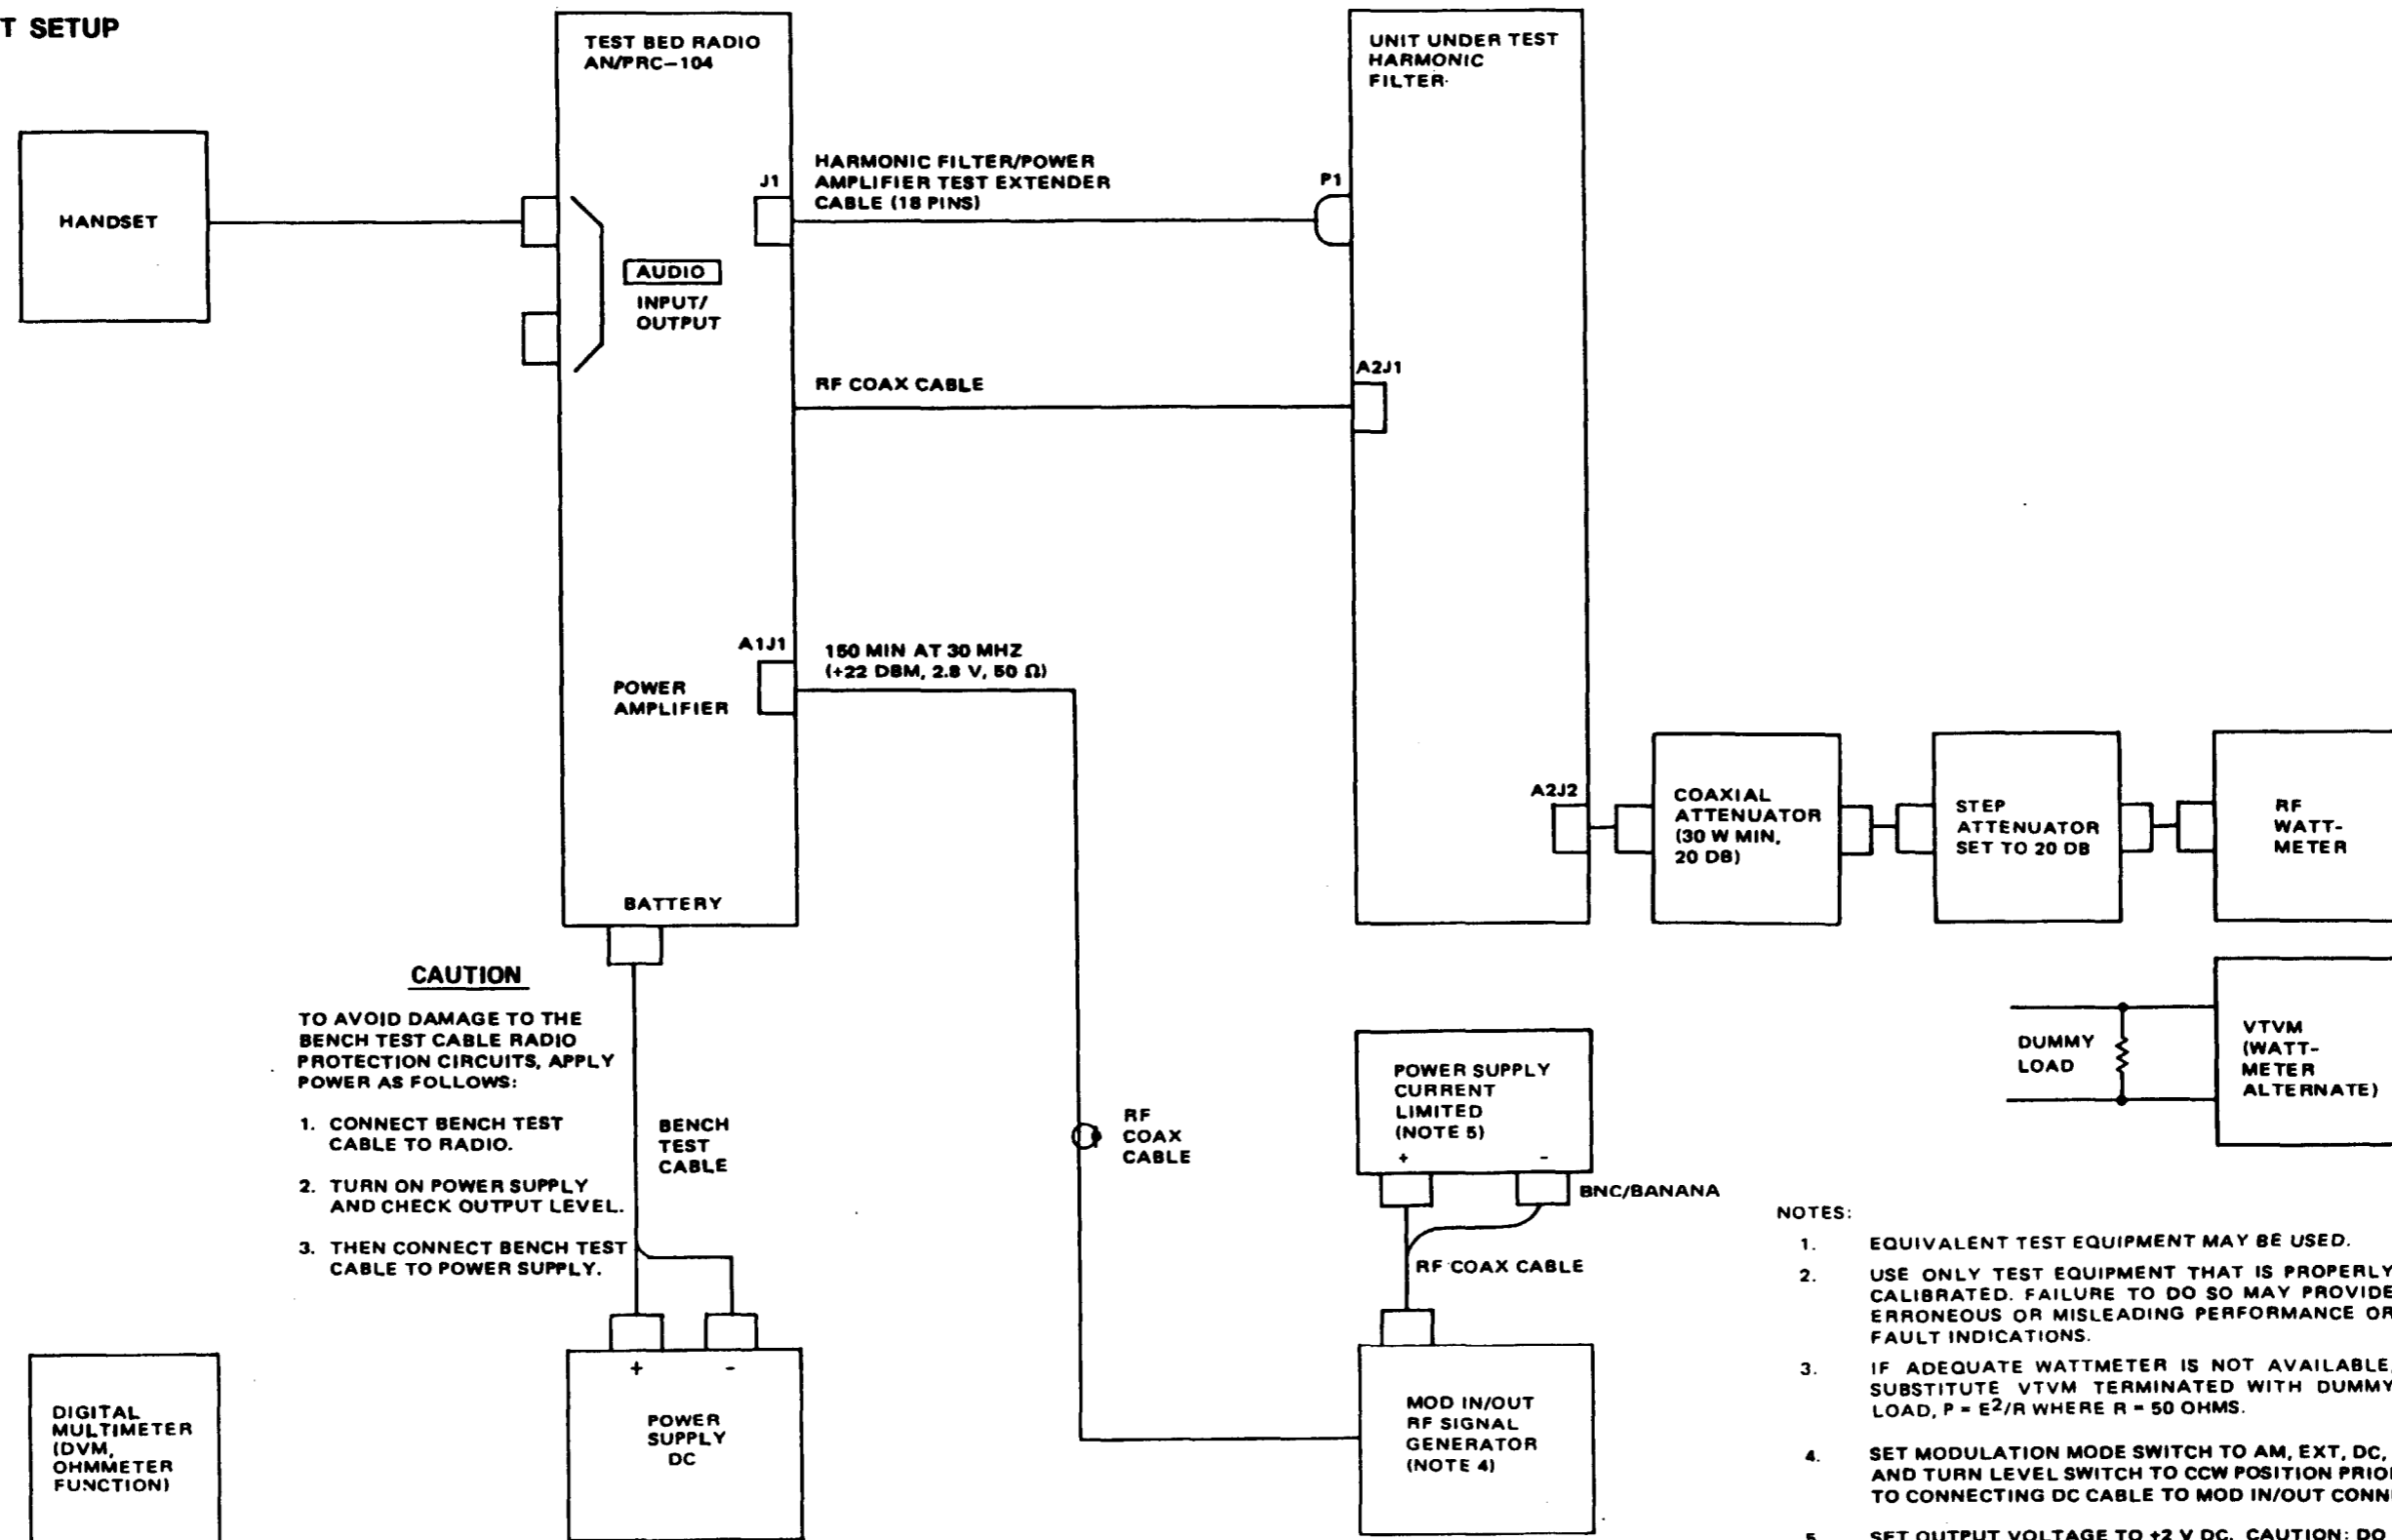 T SETUP
TEST BED RADIO
AN/PRC-104
UNIT UNDER TEST
HARMONIC
FILTER
HANDSET
J1
HARMONIC FILTER/POWER
AMPLIFIER TEST EXTENDER
CABLE (18 PINS)
P1
AUDIO
INPUT/
OUTPUT
RF COAX CABLE
A2J1
A1J1
150 MIN AT 30 MHZ
(+22 DBM, 2.8 V, 50 Ω)
POWER
AMPLIFIER
BATTERY
A2J2
COAXIAL
ATTENUATOR
(30 W MIN,
20 DB)
STEP
ATTENUATOR
SET TO 20 DB
RF
WATT-
METER
CAUTION
TO AVOID DAMAGE TO THE
BENCH TEST CABLE RADIO
PROTECTION CIRCUITS, APPLY
POWER AS FOLLOWS:
1. CONNECT BENCH TEST
CABLE TO RADIO.
2. TURN ON POWER SUPPLY
AND CHECK OUTPUT LEVEL.
3. THEN CONNECT BENCH TEST
CABLE TO POWER SUPPLY.
BENCH
TEST
CABLE
RF
COAX
CABLE
POWER SUPPLY
CURRENT
LIMITED
(NOTE 5)
+ -
BNC/BANANA
RF COAX CABLE
DUMMY
LOAD
VTVM
(WATT-
METER
ALTERNATE)
DIGITAL
MULTIMETER
(DVM,
OHMMETER
FUNCTION)
+ -
POWER
SUPPLY
DC
MOD IN/OUT
RF SIGNAL
GENERATOR
(NOTE 4)
NOTES:
1. EQUIVALENT TEST EQUIPMENT MAY BE USED.
2. USE ONLY TEST EQUIPMENT THAT IS PROPERLY
CALIBRATED. FAILURE TO DO SO MAY PROVIDE
ERRONEOUS OR MISLEADING PERFORMANCE OR
FAULT INDICATIONS.
3. IF ADEQUATE WATTMETER IS NOT AVAILABLE,
SUBSTITUTE VTVM TERMINATED WITH DUMMY
LOAD, P = E²/R WHERE R = 50 OHMS.
4. SET MODULATION MODE SWITCH TO AM, EXT, DC,
AND TURN LEVEL SWITCH TO CCW POSITION PRIO
TO CONNECTING DC CABLE TO MOD IN/OUT CONN
5. SET OUTPUT VOLTAGE TO +2 V DC. CAUTION: DO